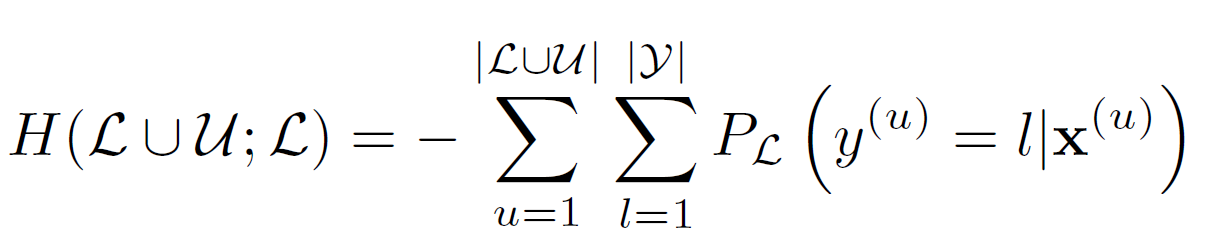 H(ℒ ∪ 𝒰; ℒ) = − ∑_{u=1}^{|ℒ∪𝒰|} ∑_{l=1}^{|𝒴|} P_ℒ (y^{(u)} = l|𝐱^{(u)})